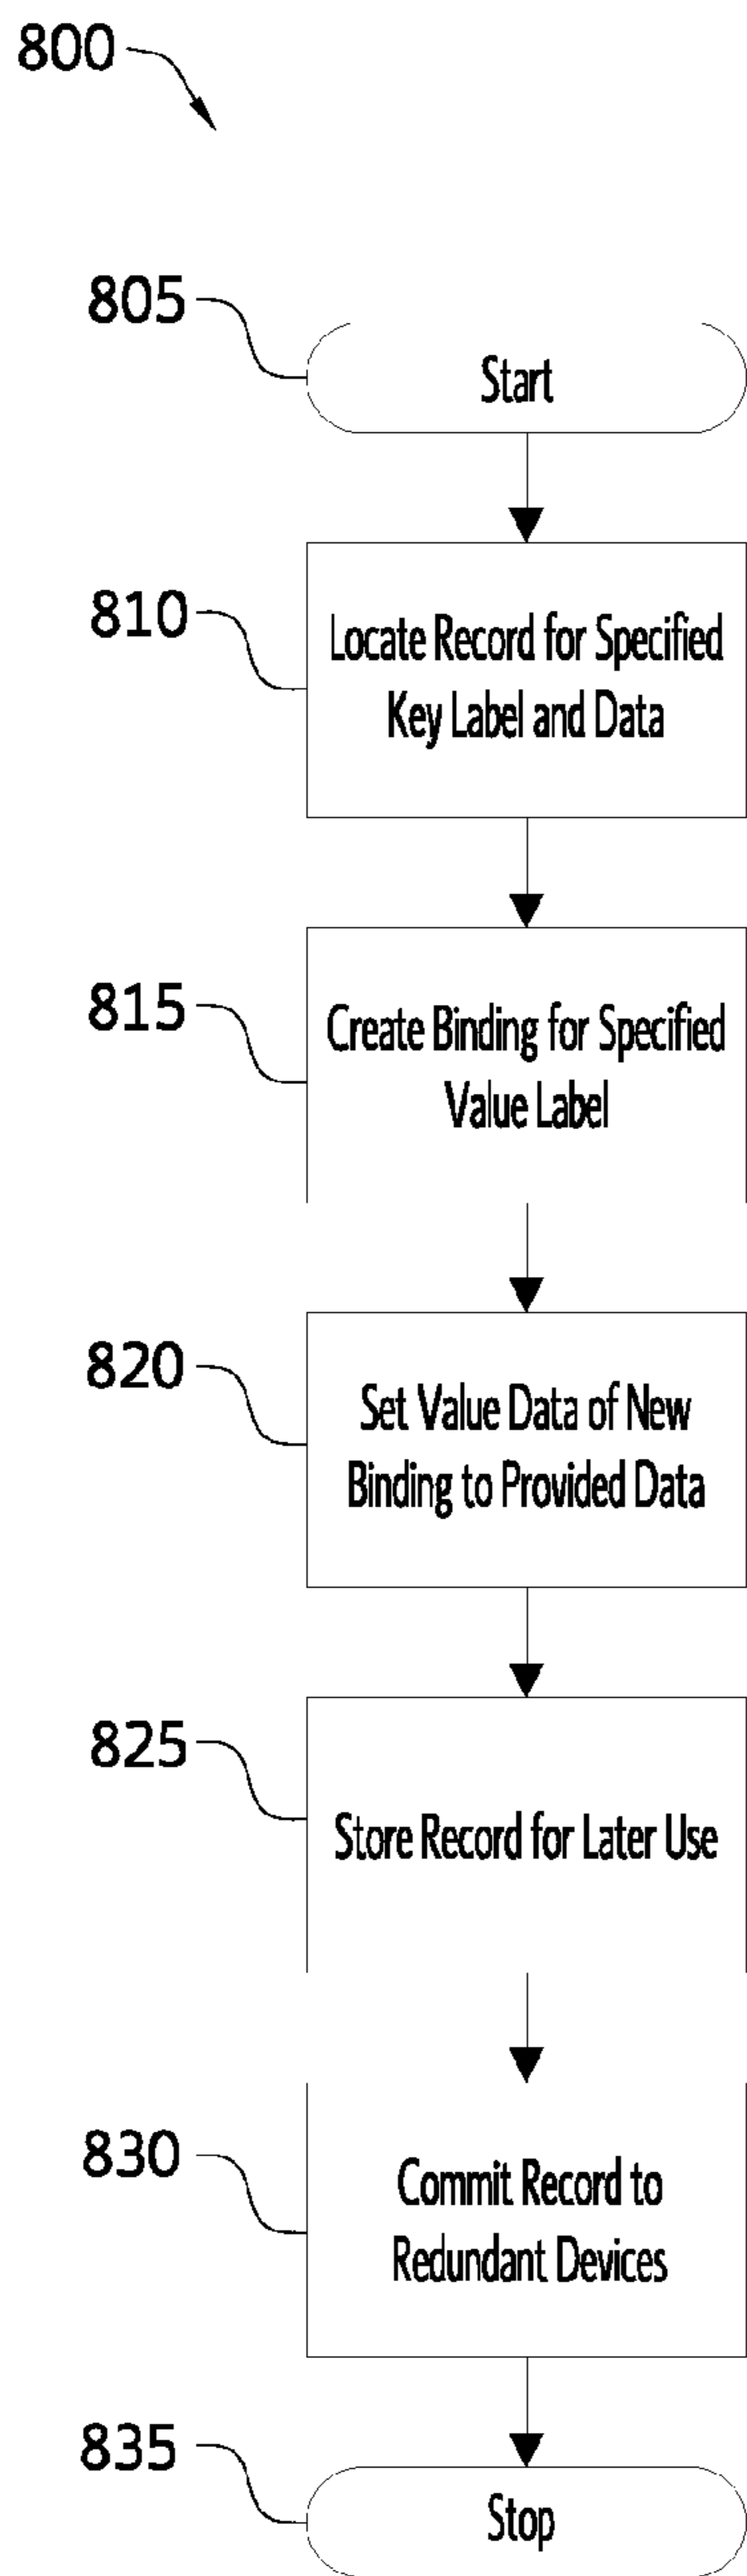 800
805
Start
810
Locate Record for Specified
Key Label and Data
815
Create Binding for Specified
Value Label
820
Set Value Data of New
Binding to Provided Data
825
Store Record for Later Use
830
Commit Record to
Redundant Devices
835
Stop